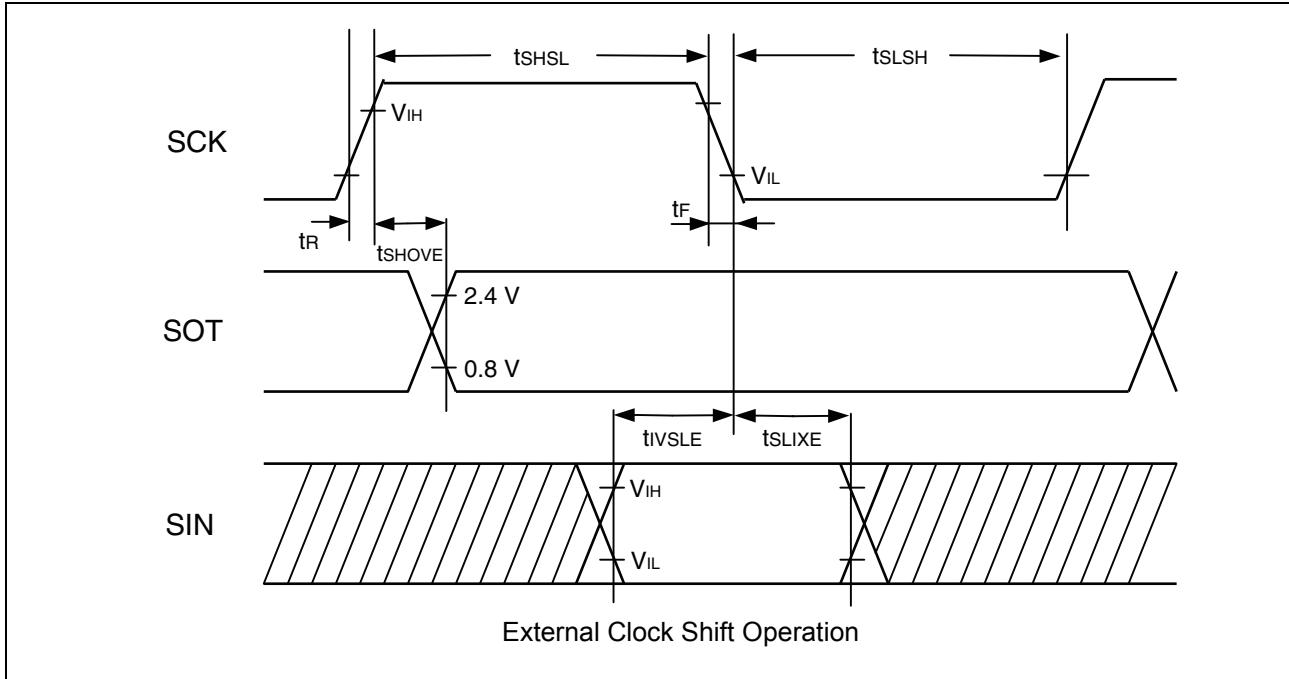 tSHSL
tSLSH
SCK
VIH
VIL
tR
tSHOVE
tF
SOT
2.4 V
0.8 V
tIVSLE
tSLIXE
SIN
VIH
VIL
External Clock Shift Operation